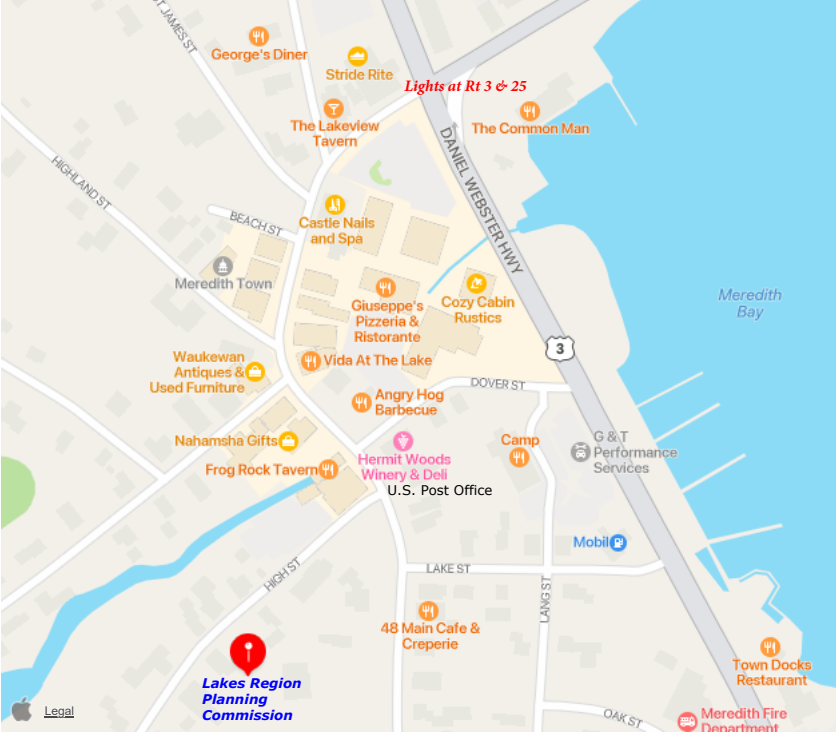 ST JAMES ST
George's Diner
Stride Rite
Lights at Rt 3 & 25
The Lakeview
Tavern
The Common Man
DANIEL WEBSTER HWY
HIGHLAND ST
BEACH ST
Castle Nails
and Spa
Meredith Town
Giuseppe's
Pizzeria &
Ristorante
Cozy Cabin
Rustics
Meredith
Bay
3
Waukewan
Antiques &
Used Furniture
Vida At The Lake
DOVER ST
Angry Hog
Barbecue
Nahamsha Gifts
Hermit Woods
Winery & Deli
Camp
G & T
Performance
Services
Frog Rock Tavern
U.S. Post Office
Mobil
HIGH ST
LAKE ST
LANG ST
48 Main Cafe &
Creperie
Lakes Region
Planning
Commission
Town Docks
Restaurant
Legal
OAK ST
Meredith Fire
Department